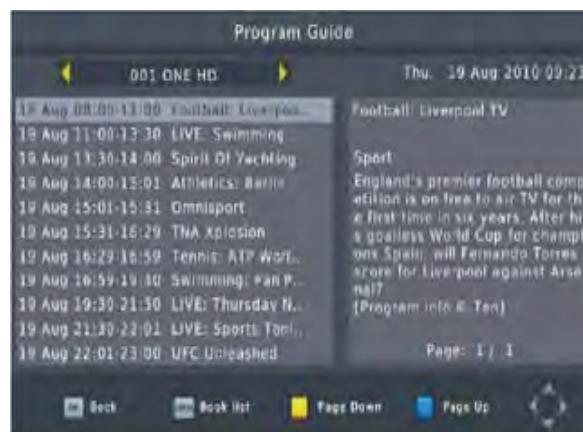 Program Guide
001 ONE HD
Thu. 19 Aug 2010 09:23
19 Aug 08:00-11:00 Football: Liverpoo..
19 Aug 11:00-13:30 LIVE: Swimming..
19 Aug 13:30-14:00 Spirit Of Yachting
19 Aug 14:00-15:01 Athletics: Berlin
19 Aug 15:01-15:31 Omnisport
19 Aug 15:31-16:29 TNA Xplosion
19 Aug 16:29-16:59 Tennis: ATP Worl..
19 Aug 16:59-19:30 Swimming: Pan P..
19 Aug 19:30-21:30 LIVE: Thursday N..
19 Aug 21:30-22:01 LIVE: Sports Toni..
19 Aug 22:01-23:00 UFC Unleashed
Football: Liverpool TV
Sport
England's premier football comp
etition is on free to air TV for th
e first time in six years. After hi
s goalless World Cup for champi
ons Spain, will Fernando Torres
score for Liverpool against Arse
nal?
[Program info © Ten]
Page: 1 / 1
Book
Book list
Page Down
Page Up